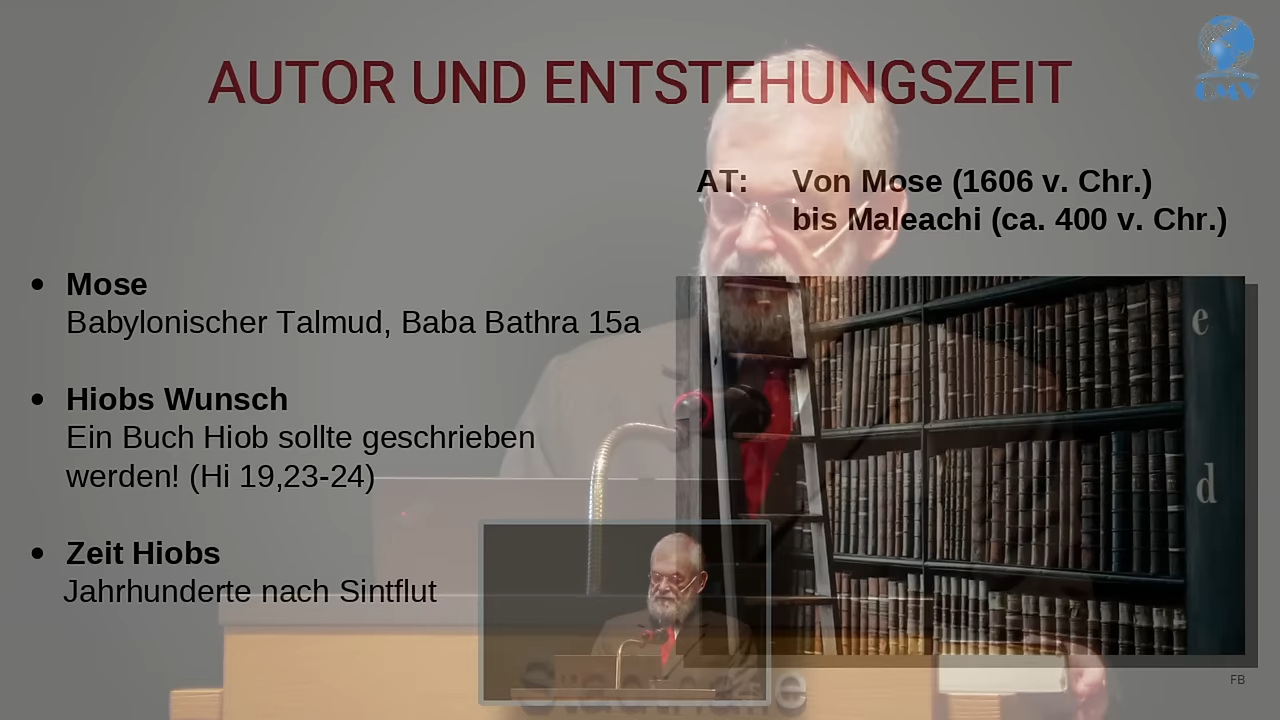 AUTOR UND ENTSTEHUNGSZEIT
AT: Von Mose (1606 v. Chr.)
bis Maleachi (ca. 400 v. Chr.)
• Mose
Babylonischer Talmud, Baba Bathra 15a
• Hiobs Wunsch
Ein Buch Hiob sollte geschrieben
werden! (Hi 19,23-24)
• Zeit Hiobs
Jahrhunderte nach Sintflut
e
d
FB